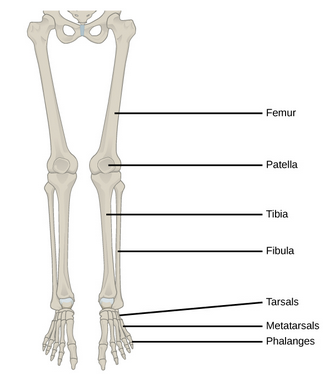 Femur
Patella
Tibia
Fibula
Tarsals
Metatarsals
Phalanges